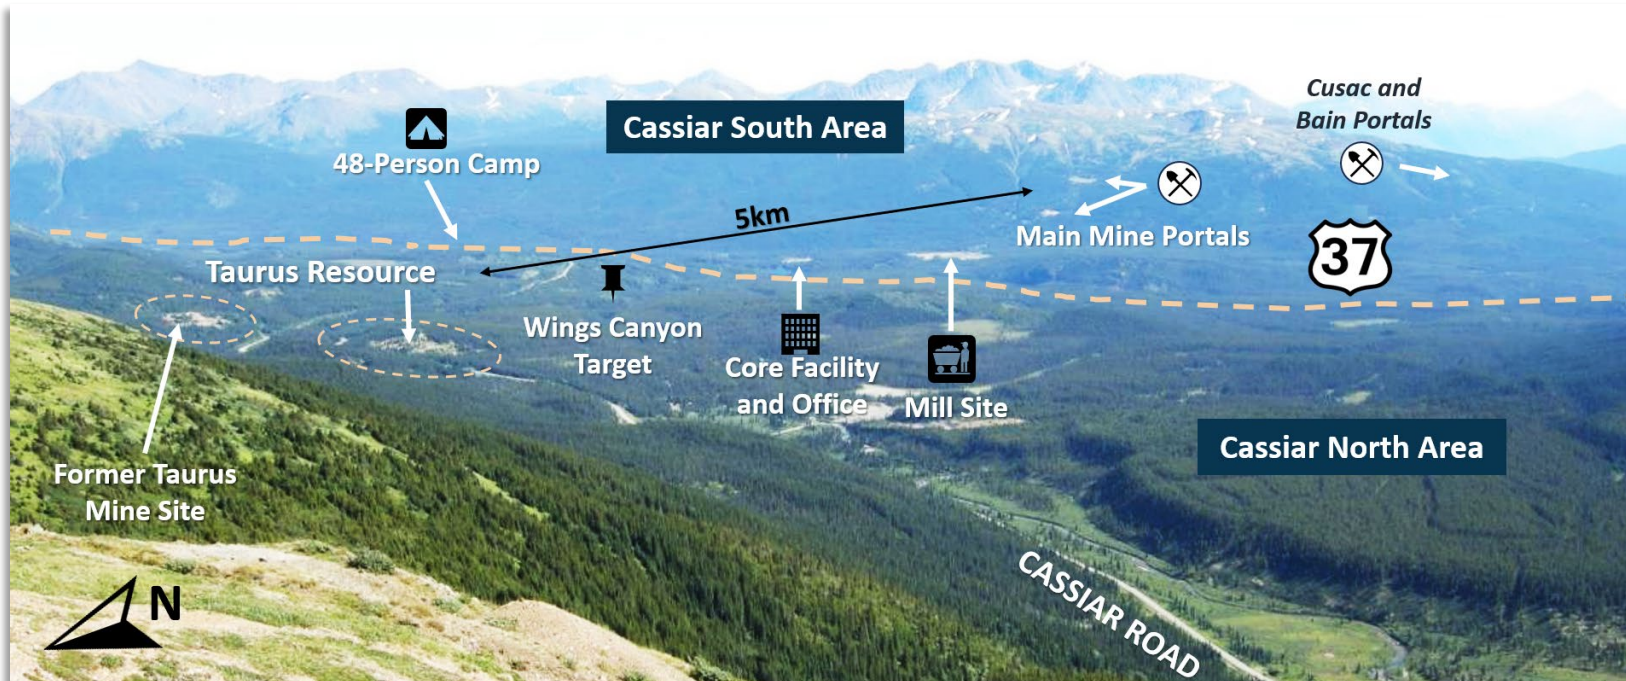 Cassiar South Area
48-Person Camp
Cusac and
Bain Portals
5km
Main Mine Portals
37
Taurus Resource
Wings Canyon
Target
Core Facility
and Office
Mill Site
Cassiar North Area
Former Taurus
Mine Site
N
CASSIAR ROAD